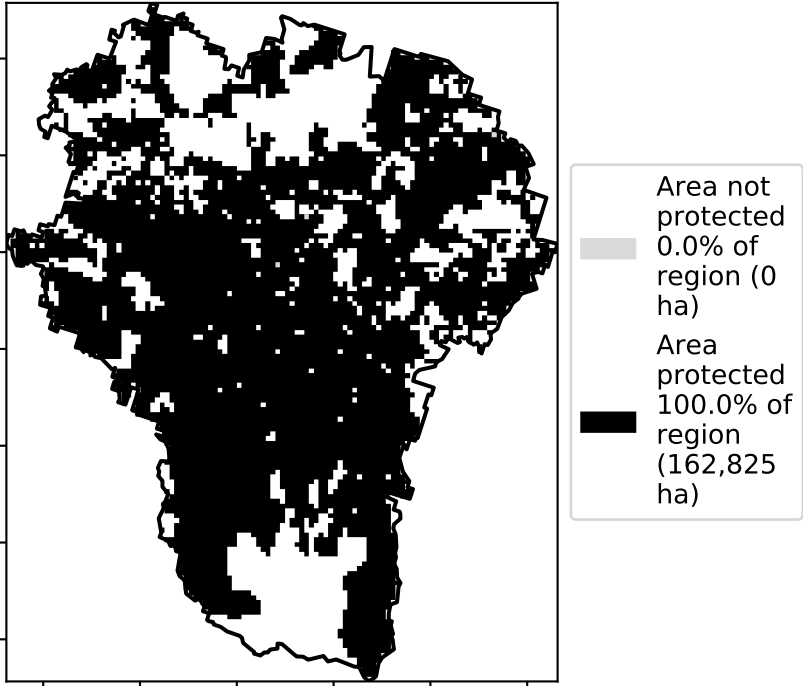 Area not
protected
0.0% of
region (0
ha)
Area
protected
100.0% of
region
(162,825
ha)